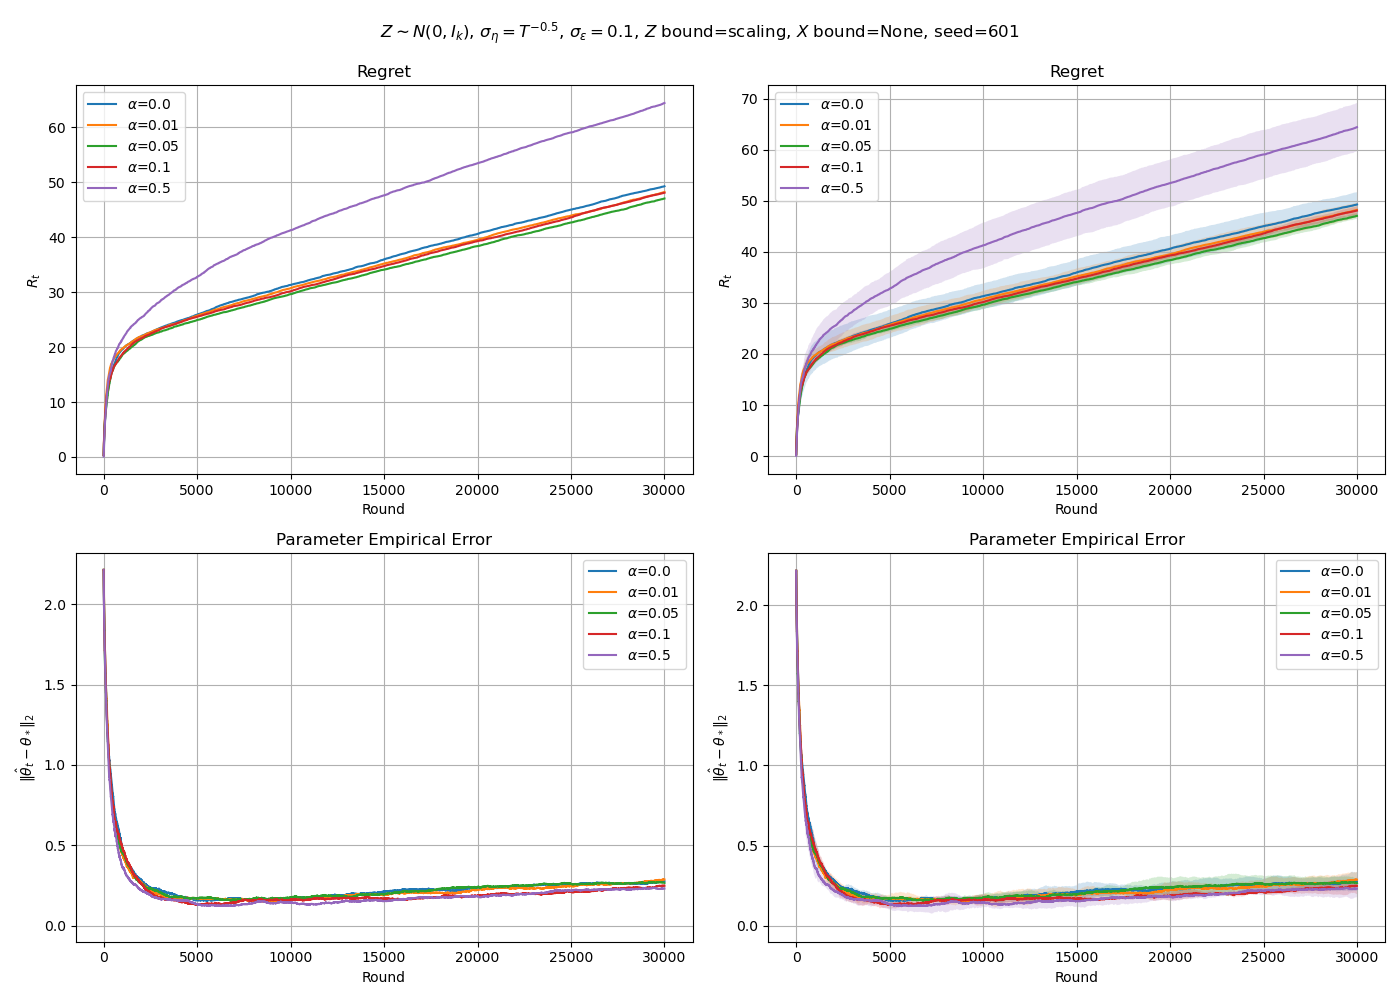 Z ∼ N(0, I_k), σ_η = T^{−0.5}, σ_ε = 0.1, Z bound=scaling, X bound=None, seed=601
Regret
α=0.0
α=0.01
α=0.05
α=0.1
α=0.5
R_t
60
50
40
30
20
10
0
0 5000 10000 15000 20000 25000 30000
Round
Regret
α=0.0
α=0.01
α=0.05
α=0.1
α=0.5
R_t
70
60
50
40
30
20
10
0
0 5000 10000 15000 20000 25000 30000
Round
Parameter Empirical Error
α=0.0
α=0.01
α=0.05
α=0.1
α=0.5
‖θ̂_t − θ_*‖_2
2.0
1.5
1.0
0.5
0.0
0 5000 10000 15000 20000 25000 30000
Round
Parameter Empirical Error
α=0.0
α=0.01
α=0.05
α=0.1
α=0.5
‖θ̂_t − θ_*‖_2
2.0
1.5
1.0
0.5
0.0
0 5000 10000 15000 20000 25000 30000
Round